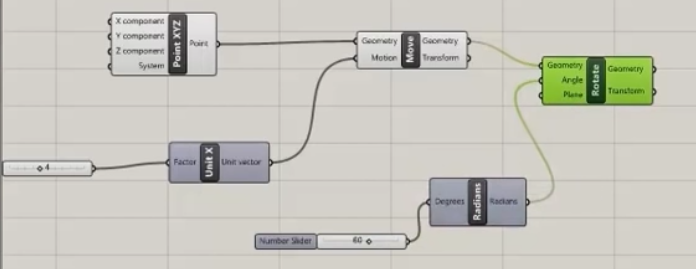 X component
Y component
Z component
System
Point XYZ
Point
Geometry
Motion
Move
Geometry
Transform
Geometry
Angle
Plane
Rotate
Geometry
Transform
4
Factor
Unit X
Unit vector
Degrees
Radians
Radians
Number Slider
60